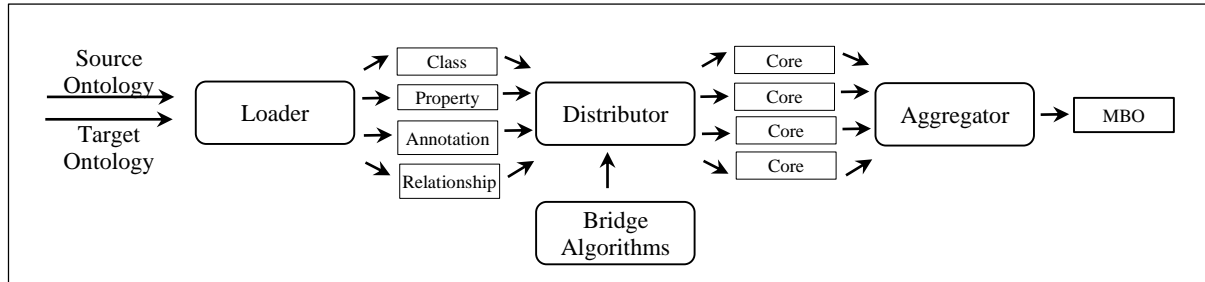 Source
Ontology
Target
Ontology
Loader
Class
Property
Annotation
Relationship
Distributor
Bridge
Algorithms
Core
Core
Core
Core
Aggregator
MBO